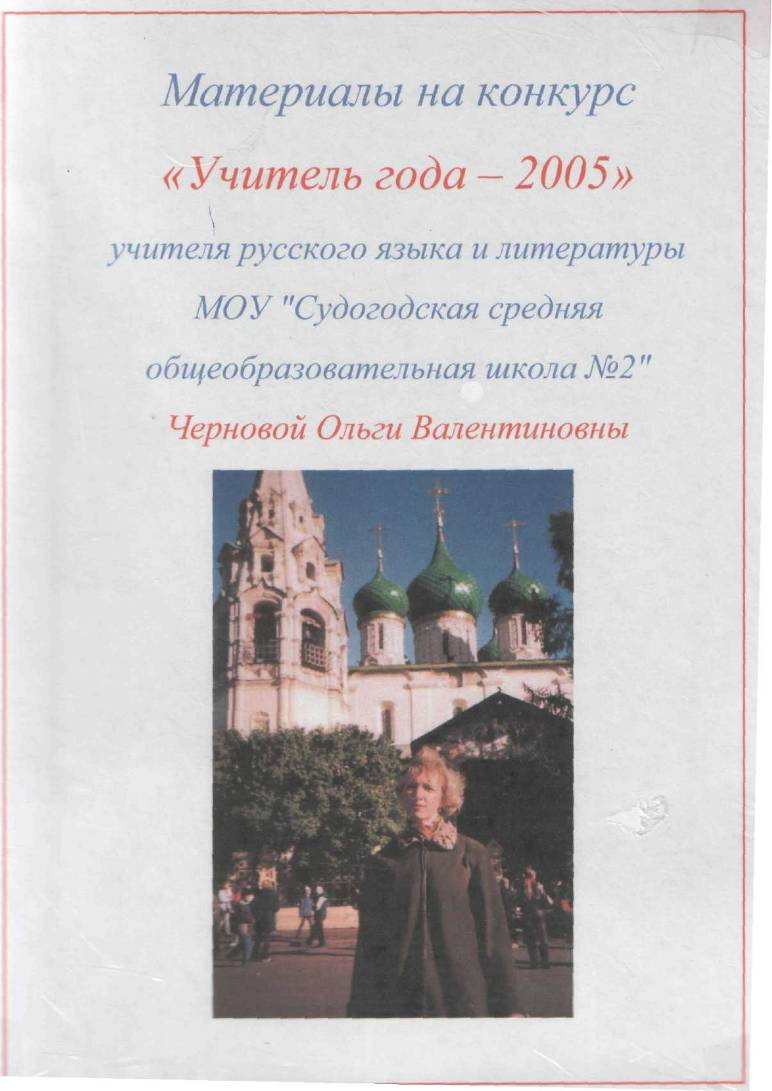 Материалы на конкурс
«Учитель года – 2005»
учителя русского языка и литературы
МОУ "Судогодская средняя
общеобразовательная школа №2"
Черновой Ольги Валентиновны